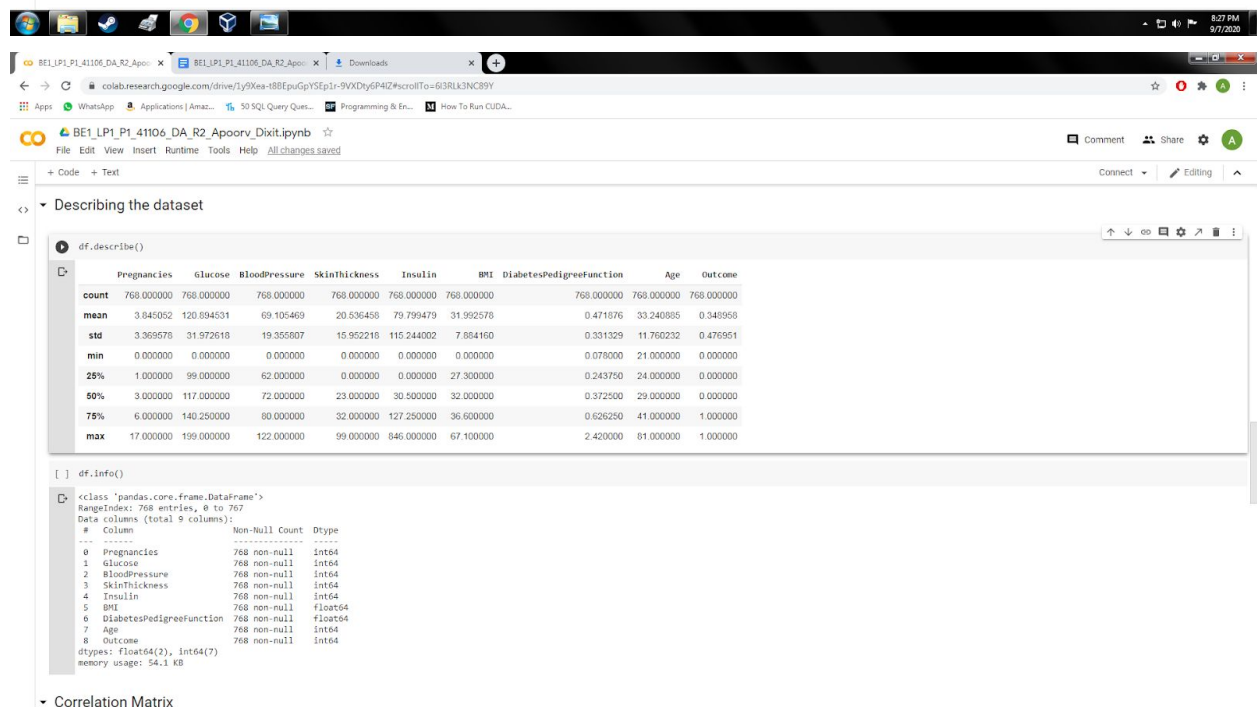 8:27 PM
9/7/2020
BE1_LP1_P1_41106_DA_R2_Apoo
BE1_LP1_P1_41106_DA_R2_Apoo
Downloads
colab.research.google.com/drive/1y9Xea-t8BEpuGpYSEp1r-9VXDty6P4lZ#scrollTo=6I3RLk3NC89Y
Apps WhatsApp Applications | Amaz... 50 SQL Query Ques... Programming & En... How To Run CUDA...
BE1_LP1_P1_41106_DA_R2_Apoorv_Dixit.ipynb
Comment Share A
File Edit View Insert Runtime Tools Help All changes saved
+ Code + Text Connect Editing
Describing the dataset
df.describe()
Pregnancies Glucose BloodPressure SkinThickness Insulin BMI DiabetesPedigreeFunction Age Outcome
count 768.000000 768.000000 768.000000 768.000000 768.000000 768.000000 768.000000 768.000000 768.000000
mean 3.845052 120.894531 69.105469 20.536458 79.799479 31.992578 0.471876 33.240885 0.348958
std 3.369578 31.972618 19.355807 15.952218 115.244002 7.884160 0.331329 11.760232 0.476951
min 0.000000 0.000000 0.000000 0.000000 0.000000 0.000000 0.078000 21.000000 0.000000
25% 1.000000 99.000000 62.000000 0.000000 0.000000 27.300000 0.243750 24.000000 0.000000
50% 3.000000 117.000000 72.000000 23.000000 30.500000 32.000000 0.372500 29.000000 0.000000
75% 6.000000 140.250000 80.000000 32.000000 127.250000 36.600000 0.626250 41.000000 1.000000
max 17.000000 199.000000 122.000000 99.000000 846.000000 67.100000 2.420000 81.000000 1.000000
[ ] df.info()
<class 'pandas.core.frame.DataFrame'>
RangeIndex: 768 entries, 0 to 767
Data columns (total 9 columns):
# Column Non-Null Count Dtype
--- ------ -------------- -----
0 Pregnancies 768 non-null int64
1 Glucose 768 non-null int64
2 BloodPressure 768 non-null int64
3 SkinThickness 768 non-null int64
4 Insulin 768 non-null int64
5 BMI 768 non-null float64
6 DiabetesPedigreeFunction 768 non-null float64
7 Age 768 non-null int64
8 Outcome 768 non-null int64
dtypes: float64(2), int64(7)
memory usage: 54.1 KB
Correlation Matrix